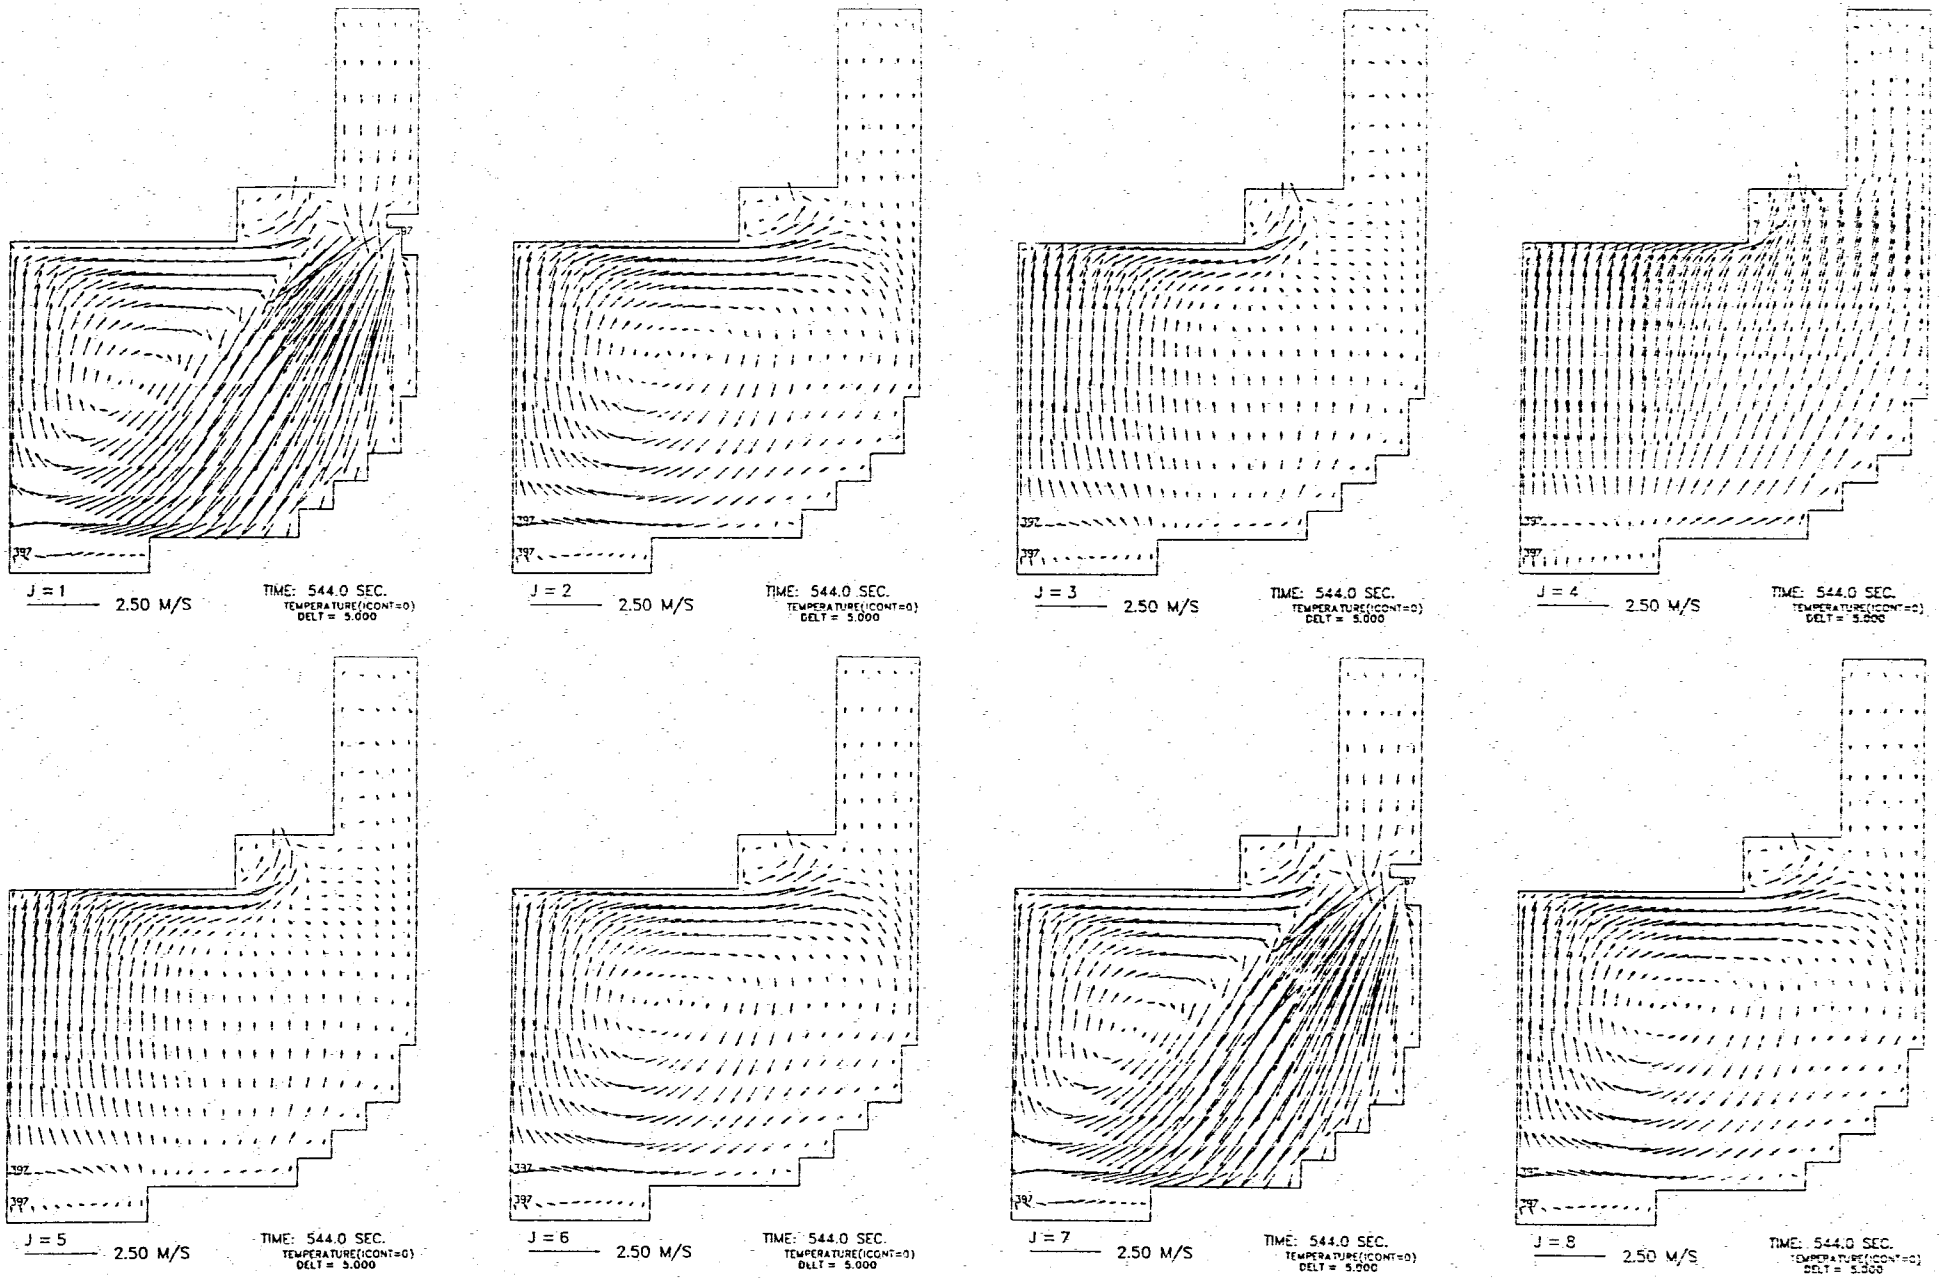 397
397
J = 1
2.50 M/S
TIME: 544.0 SEC.
TEMPERATURE(ICONT=0)
DELT = 5.000
397
397
J = 2
2.50 M/S
TIME: 544.0 SEC.
TEMPERATURE(ICONT=0)
DELT = 5.000
397
397
J = 3
2.50 M/S
TIME: 544.0 SEC.
TEMPERATURE(ICONT=0)
DELT = 5.000
397
397
J = 4
2.50 M/S
TIME: 544.0 SEC.
TEMPERATURE(ICONT=0)
DELT = 5.000
397
397
J = 5
2.50 M/S
TIME: 544.0 SEC.
TEMPERATURE(ICONT=0)
DELT = 5.000
397
397
J = 6
2.50 M/S
TIME: 544.0 SEC.
TEMPERATURE(ICONT=0)
DELT = 5.000
397
J = 7
2.50 M/S
TIME: 544.0 SEC.
TEMPERATURE(ICONT=0)
DELT = 5.000
397
397
J = 8
2.50 M/S
TIME: 544.0 SEC.
TEMPERATURE(ICONT=0)
DELT = 5.000